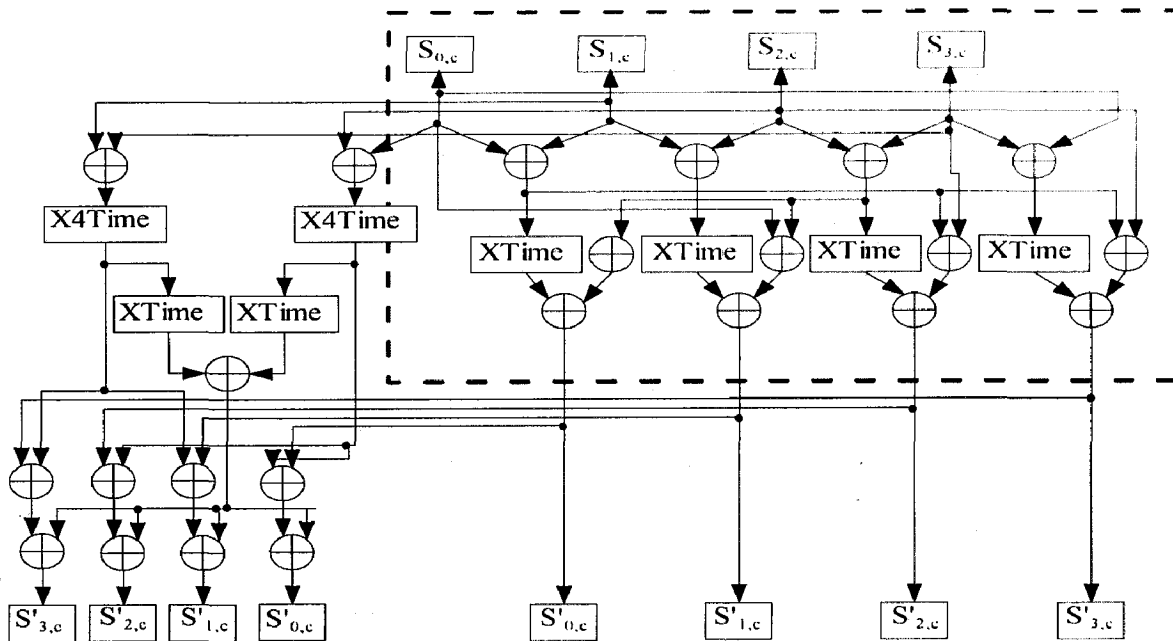 S0,c S1,c S2,c S3,c
X4Time X4Time
XTime XTime XTime XTime
XTime XTime
S'3,c S'2,c S'1,c S'0,c S'0,c S'1,c S'2,c S'3,c